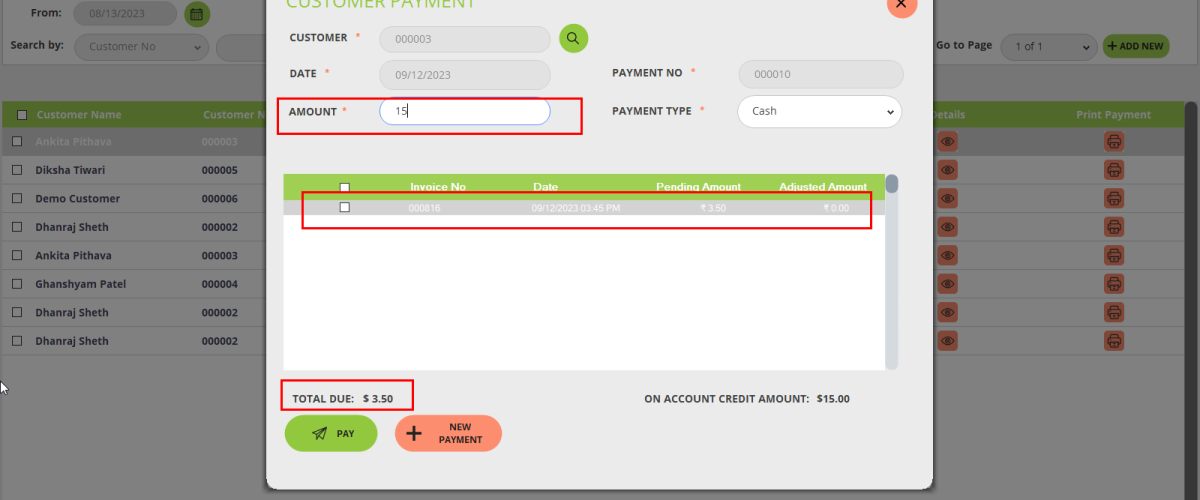 CUSTOMER PAYMENT
From: 08/13/2023
Search by: Customer No
Go to Page 1 of 1 + ADD NEW
CUSTOMER * 000003
DATE * 09/12/2023 PAYMENT NO * 000010
AMOUNT * 15 PAYMENT TYPE * Cash
Customer Name Customer N Details Print Payment
Ankita Pithava 000003
Diksha Tiwari 000005
Demo Customer 000006
Dhanraj Sheth 000002
Ankita Pithava 000003
Ghanshyam Patel 000004
Dhanraj Sheth 000002
Dhanraj Sheth 000002
Invoice No Date Pending Amount Adjusted Amount
000816 09/12/2023 03:45 PM ₹ 3.50 ₹ 0.00
TOTAL DUE: $ 3.50 ON ACCOUNT CREDIT AMOUNT: $15.00
PAY
NEW
PAYMENT